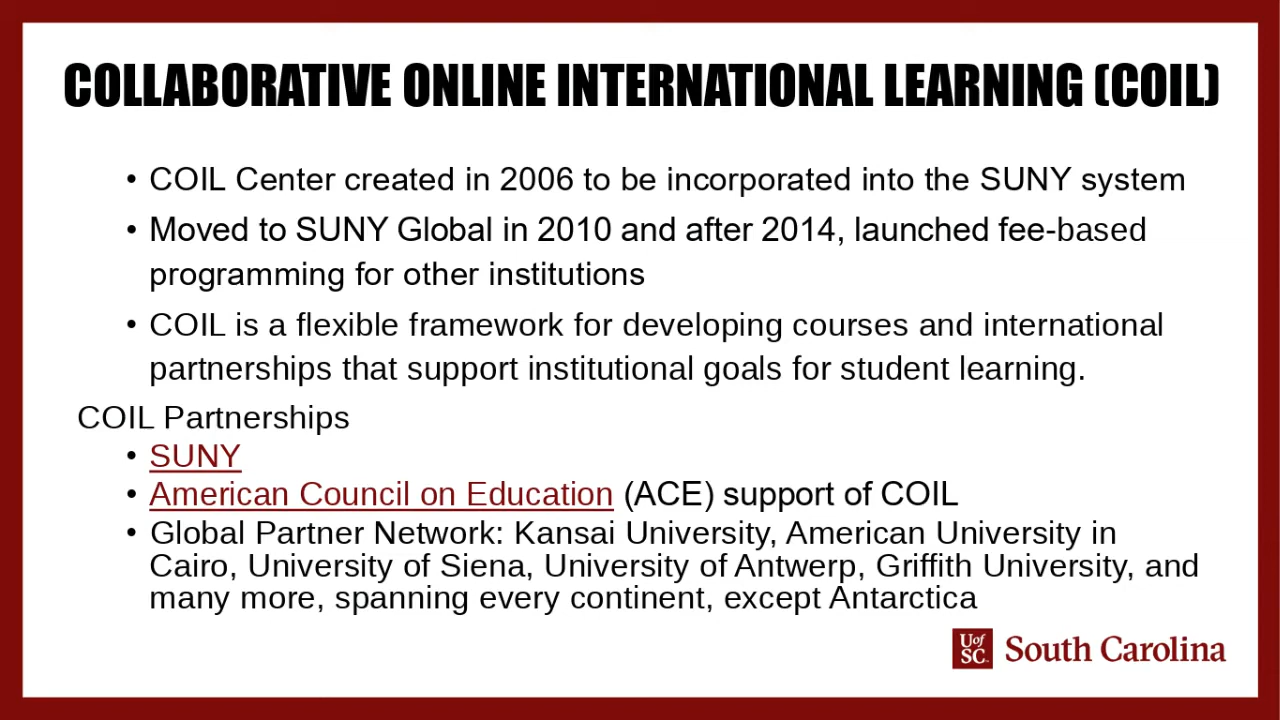 COLLABORATIVE ONLINE INTERNATIONAL LEARNING (COIL)
• COIL Center created in 2006 to be incorporated into the SUNY system
• Moved to SUNY Global in 2010 and after 2014, launched fee-based
programming for other institutions
• COIL is a flexible framework for developing courses and international
partnerships that support institutional goals for student learning.
COIL Partnerships
• SUNY
• American Council on Education (ACE) support of COIL
• Global Partner Network: Kansai University, American University in
Cairo, University of Siena, University of Antwerp, Griffith University, and
many more, spanning every continent, except Antarctica
UofSC South Carolina